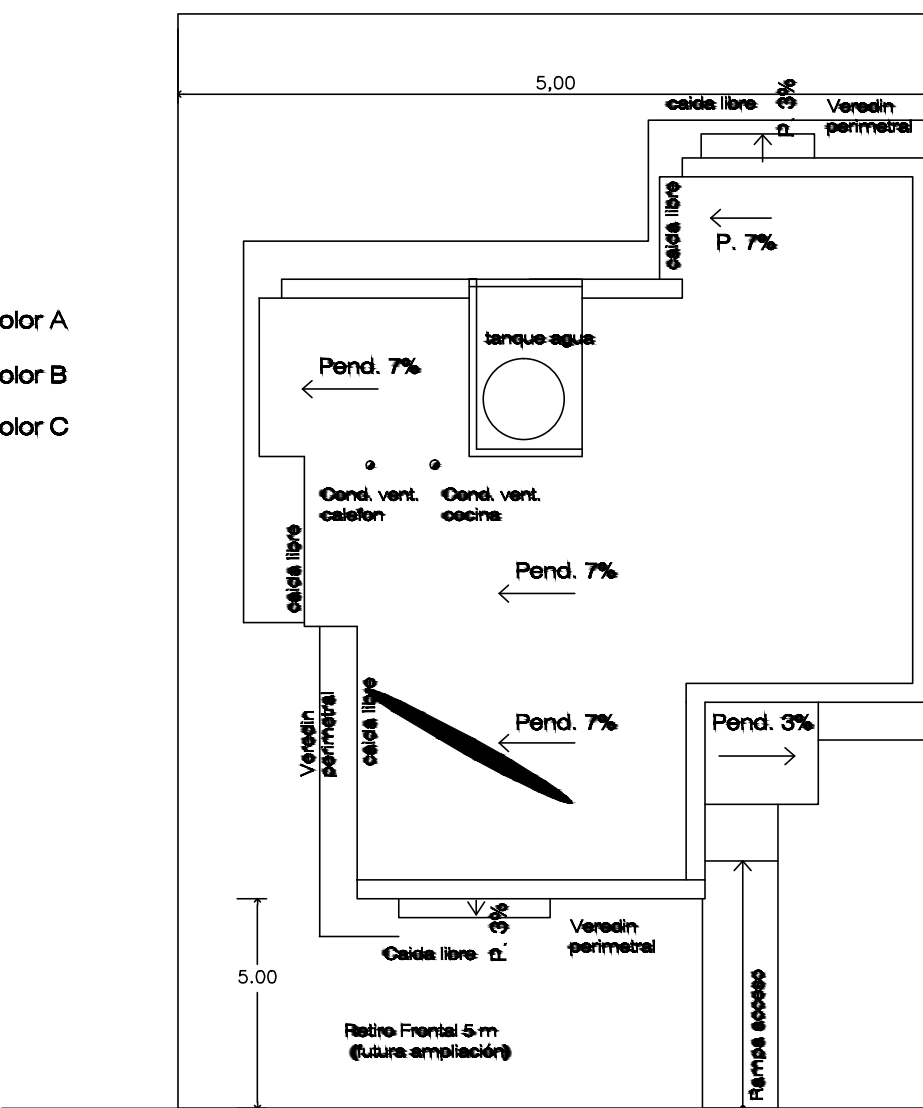 5,00
caida libre
P. 3%
Veredin
perimetral
caida libre
P. 7%
olor A
olor B
olor C
tanque agua
Pend. 7%
Cond. vent.
calefon
Cond. vent.
cocina
caida libre
Pend. 7%
Veredin
perimetral
caida libre
Pend. 7%
Pend. 3%
P. 3%
Veredin
perimetral
Caida libre
5.00
Rampa acceso
Retiro Frontal 5 m
(futura ampliación)